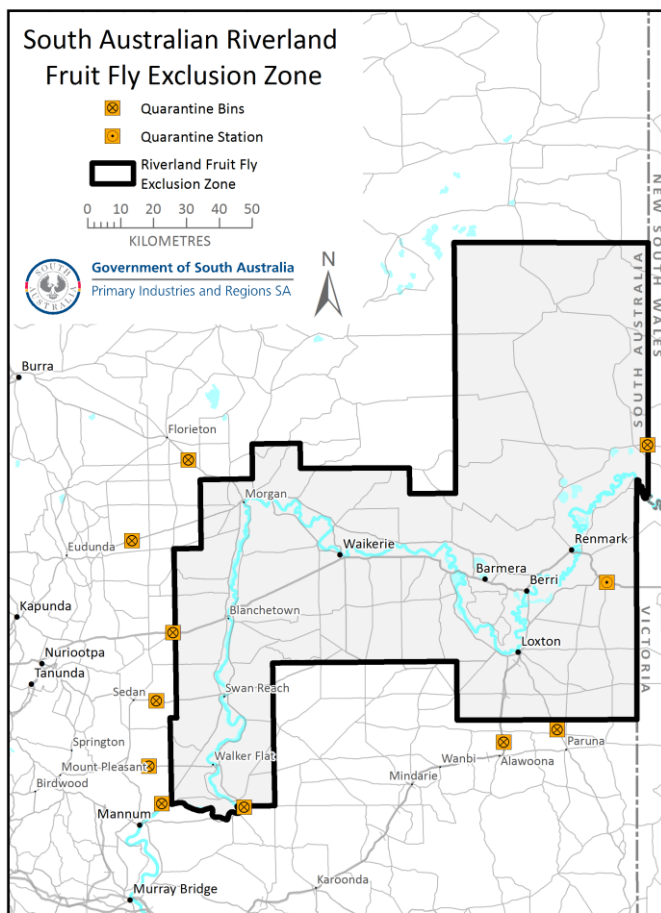 South Australian Riverland
Fruit Fly Exclusion Zone
Quarantine Bins
Quarantine Station
Riverland Fruit Fly
Exclusion Zone
0 10 20 30 40 50
KILOMETRES
SOUTH AUSTRALIA
Government of South Australia
Primary Industries and Regions SA
N
NEW SOUTH WALES
SOUTH AUSTRALIA
Burra
Florieton
Morgan
Eudunda
Waikerie
Renmark
Barmera
Berri
Kapunda
Blanchetown
VICTORIA
Nuriootpa
Loxton
Tanunda
Sedan
Swan Reach
Springtown
Paruna
Walker Flat
Wanbi
Alawoona
Mount Pleasant
Birdwood
Mindarie
Mannum
Karoonda
Murray Bridge